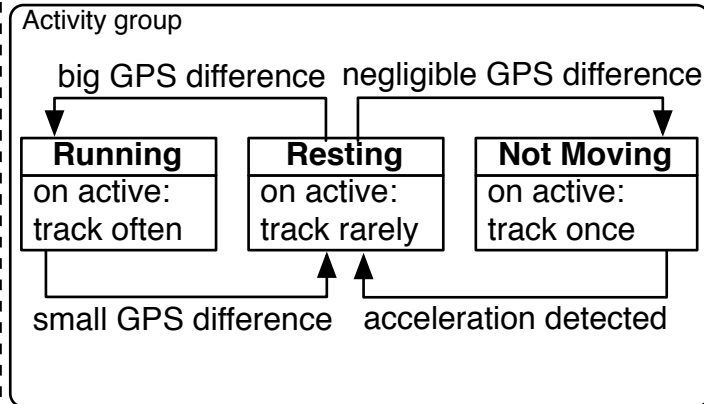 Activity group
big GPS difference
negligible GPS difference
Running
on active:
track often
Resting
on active:
track rarely
Not Moving
on active:
track once
small GPS difference
acceleration detected